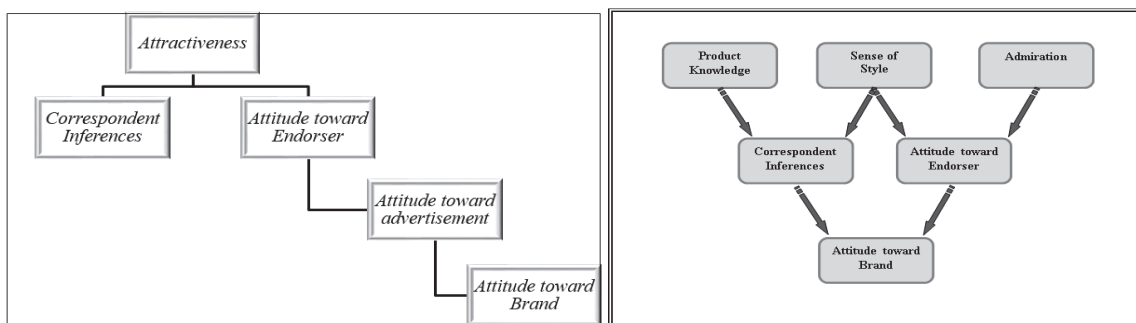 Attractiveness
Correspondent
Inferences
Attitude toward
Endorser
Attitude toward
advertisement
Attitude toward
Brand
Product
Knowledge
Sense of
Style
Admiration
Correspondent
Inferences
Attitude toward
Endorser
Attitude toward
Brand